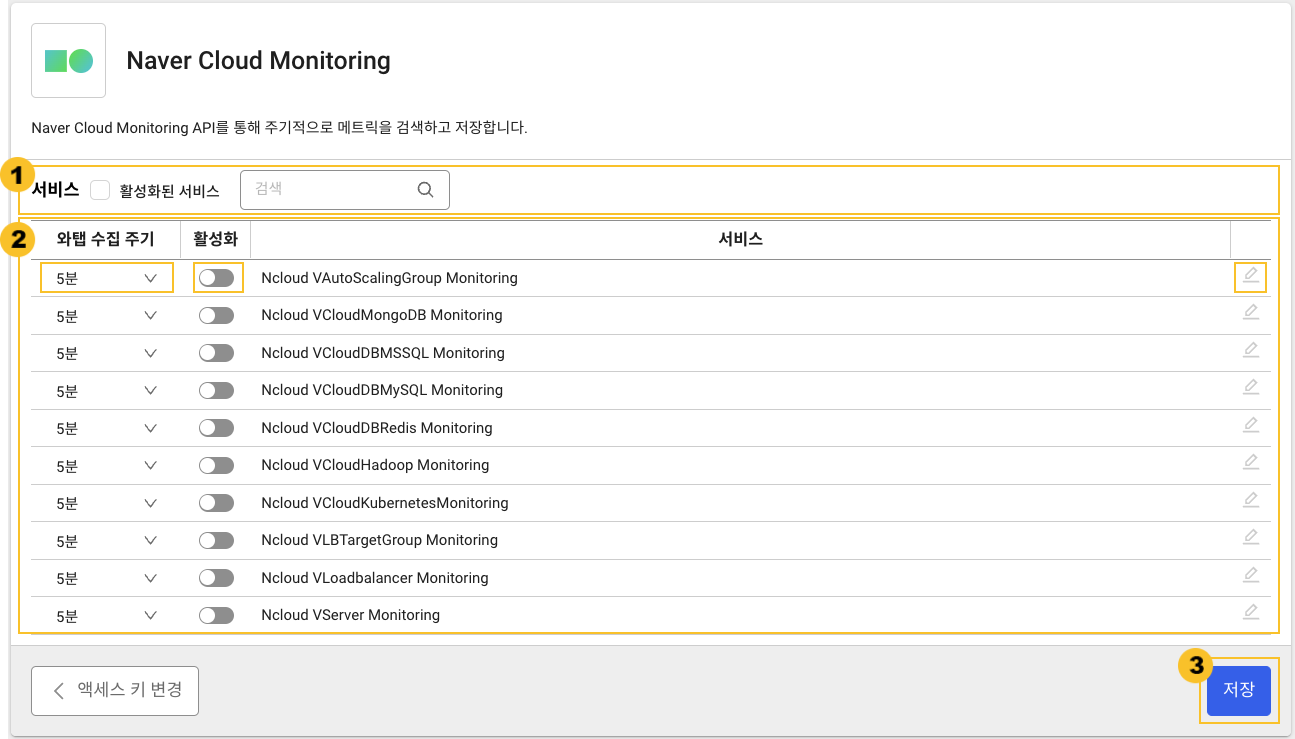 Naver Cloud Monitoring
Naver Cloud Monitoring API를 통해 주기적으로 메트릭을 검색하고 저장합니다.
1
서비스 활성화된 서비스 검색
2
와탭 수집 주기 활성화 서비스
5분 Ncloud VAutoScalingGroup Monitoring
5분 Ncloud VCloudMongoDB Monitoring
5분 Ncloud VCloudDBMSSQL Monitoring
5분 Ncloud VCloudDBMySQL Monitoring
5분 Ncloud VCloudDBRedis Monitoring
5분 Ncloud VCloudHadoop Monitoring
5분 Ncloud VCloudKubernetesMonitoring
5분 Ncloud VLBTargetGroup Monitoring
5분 Ncloud VLoadbalancer Monitoring
5분 Ncloud VServer Monitoring
3
액세스 키 변경 저장